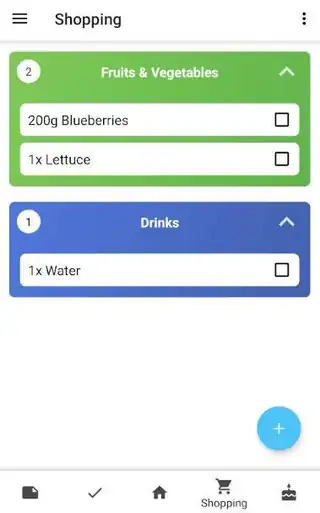 Shopping
2 Fruits & Vegetables
200g Blueberries
1x Lettuce
1 Drinks
1x Water
+
Shopping